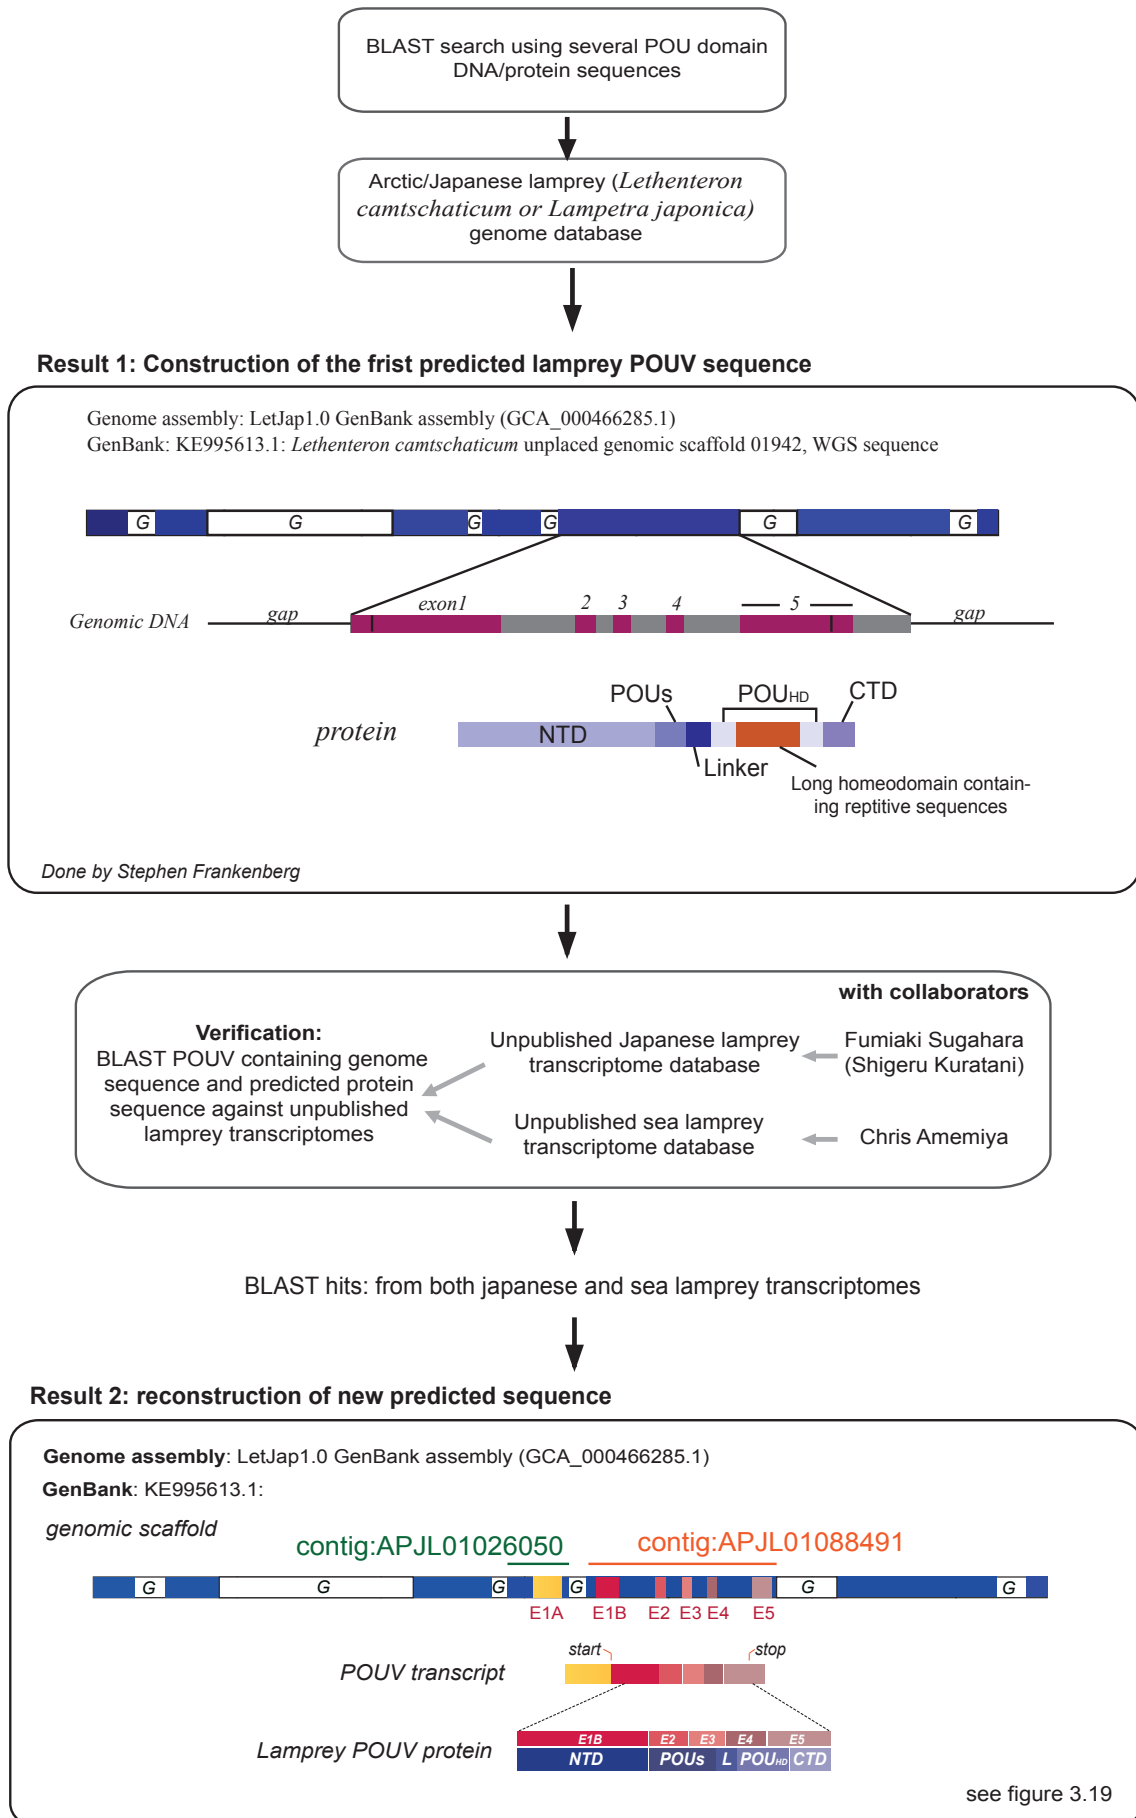 BLAST search using several POU domain
DNA/protein sequences
Arctic/Japanese lamprey (Lethenteron
camtschaticum or Lampetra japonica)
genome database
Result 1: Construction of the frist predicted lamprey POUV sequence
Genome assembly: LetJap1.0 GenBank assembly (GCA_000466285.1)
GenBank: KE995613.1: Lethenteron camtschaticum unplaced genomic scaffold 01942, WGS sequence
G G G G G G
Genomic DNA gap exon1 2 3 4 5 gap
POUs POUHD CTD
protein NTD
Linker
Long homeodomain contain-
ing reptitive sequences
Done by Stephen Frankenberg
with collaborators
Verification:
BLAST POUV containing genome
sequence and predicted protein
sequence against unpublished
lamprey transcriptomes
Unpublished Japanese lamprey
transcriptome database
Fumiaki Sugahara
(Shigeru Kuratani)
Unpublished sea lamprey
transcriptome database
Chris Amemiya
BLAST hits: from both japanese and sea lamprey transcriptomes
Result 2: reconstruction of new predicted sequence
Genome assembly: LetJap1.0 GenBank assembly (GCA_000466285.1)
GenBank: KE995613.1:
genomic scaffold
contig:APJL01026050 contig:APJL01088491
G G G G G G
E1A E1B E2 E3 E4 E5
start stop
POUV transcript
E1B E2 E3 E4 E5
Lamprey POUV protein
NTD POUs L POUHD CTD
see figure 3.19